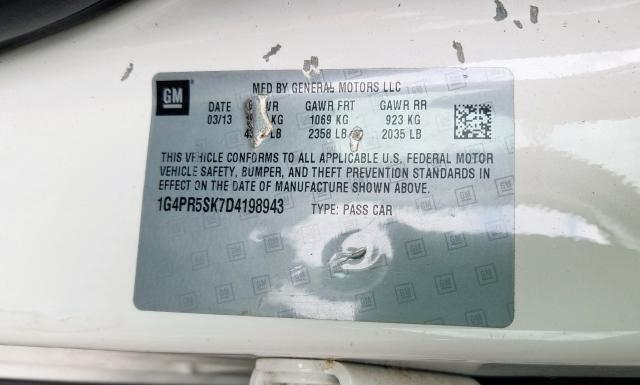 GM
MFD BY GENERAL MOTORS LLC
DATE GAWR FRT GAWR RR
03/13 KG 1069 KG 923 KG
LB 2358 LB 2035 LB
THIS VEHICLE CONFORMS TO ALL APPLICABLE U.S. FEDERAL MOTOR
VEHICLE SAFETY, BUMPER, AND THEFT PREVENTION STANDARDS IN
EFFECT ON THE DATE OF MANUFACTURE SHOWN ABOVE.
1G4PR5SK7D4198943 TYPE: PASS CAR